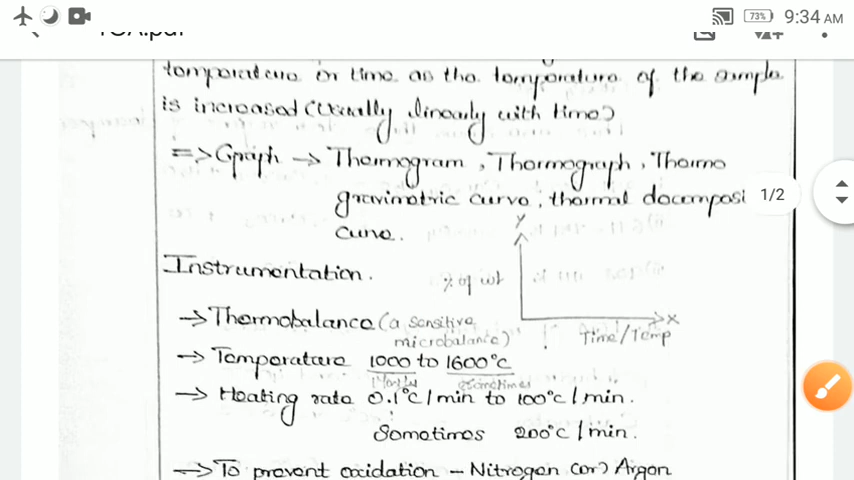 73%
9:34 AM
TGA.pdf
temperature or time as the temperature of the sample
is increased (Usually linearly with time)
=> Graph → Thermogram, Thermograph, Thermo
gravimetric curve, thermal decomposi
curve.
1/2
Y
Instrumentation.
% of wt
→ Thermobalance (a sensitive
microbalance)
X
Time/Temp
→ Temperature 1000 to 1600°c
sometimes
→ Heating rate 0.1°c/min to 100°c/min.
Sometimes 200°c/min.
→ To prevent oxidation - Nitrogen (or) Argon